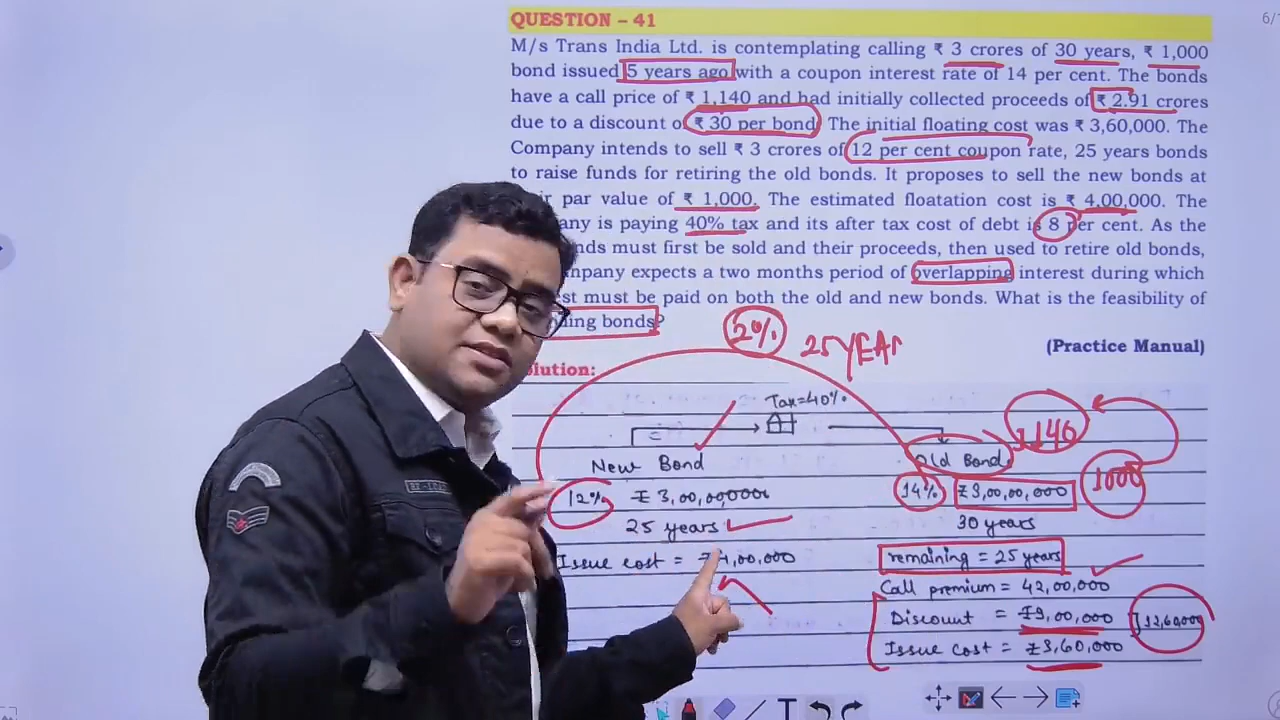 QUESTION – 41
6/
M/s Trans India Ltd. is contemplating calling ₹ 3 crores of 30 years, ₹ 1,000
bond issued 5 years ago with a coupon interest rate of 14 per cent. The bonds
have a call price of ₹ 1,140 and had initially collected proceeds of ₹ 2.91 crores
due to a discount of ₹ 30 per bond. The initial floating cost was ₹ 3,60,000. The
Company intends to sell ₹ 3 crores of 12 per cent coupon rate, 25 years bonds
to raise funds for retiring the old bonds. It proposes to sell the new bonds at
par value of ₹ 1,000. The estimated floatation cost is ₹ 4,00,000. The
is paying 40% tax and its after tax cost of debt is 8 per cent. As the
must first be sold and their proceeds, then used to retire old bonds,
expects a two months period of overlapping interest during which
must be paid on both the old and new bonds. What is the feasibility of
bonds?
(Practice Manual)
2% 25 YEAR
Solution:
Tax=40%
1140
New Bond Old Bond
12% ₹ 3,00,00,000 14% ₹3,00,00,000 1000
25 years 30 years
Issue cost = ₹4,00,000 remaining = 25 years
Call premium = 42,00,000
Discount = ₹9,00,000 12,60,000
Issue cost = ₹3,60,000
T